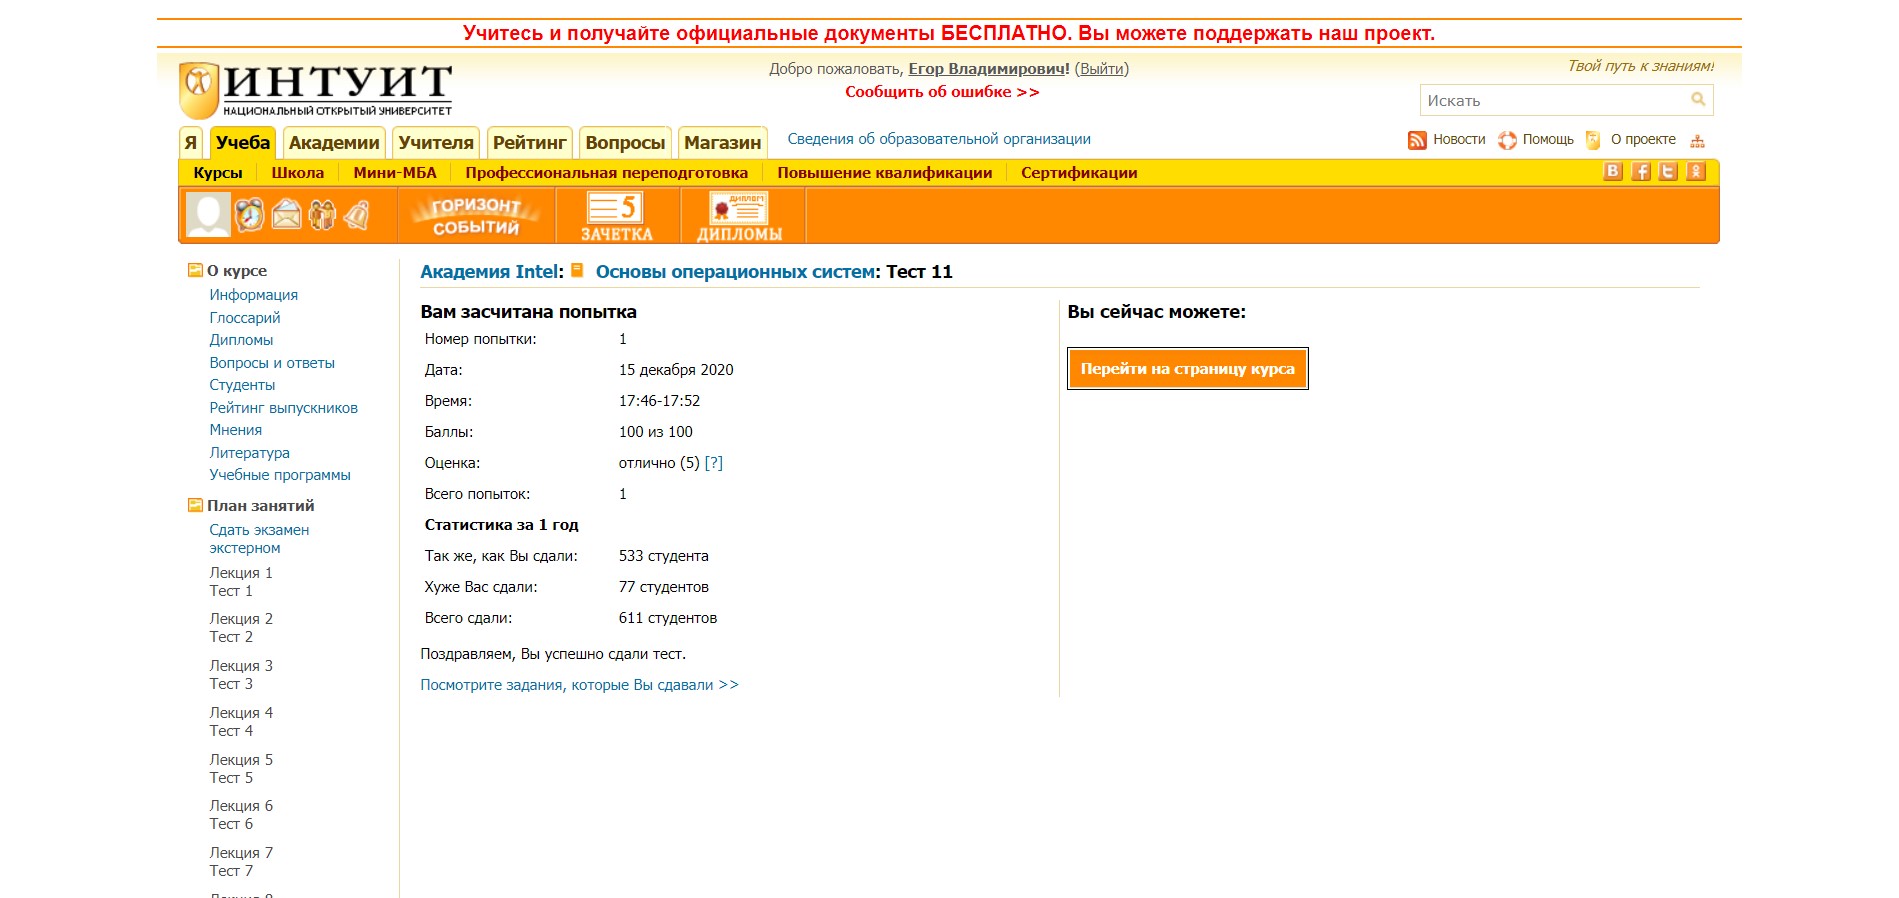 Учитесь и получайте официальные документы БЕСПЛАТНО. Вы можете поддержать наш проект.
ИНТУИТ
НАЦИОНАЛЬНЫЙ ОТКРЫТЫЙ УНИВЕРСИТЕТ
Добро пожаловать, Егор Владимирович! (Выйти)
Сообщить об ошибке >>
Твой путь к знаниям!
Искать
Я Учеба Академии Учителя Рейтинг Вопросы Магазин Сведения об образовательной организации Новости Помощь О проекте
Курсы Школа Мини-МБА Профессиональная переподготовка Повышение квалификации Сертификации
ГОРИЗОНТ
СОБЫТИЙ
5
ЗАЧЕТКА
ДИПЛОМ
ДИПЛОМЫ
О курсе
Информация
Глоссарий
Дипломы
Вопросы и ответы
Студенты
Рейтинг выпускников
Мнения
Литература
Учебные программы
План занятий
Сдать экзамен
экстерном
Лекция 1
Тест 1
Лекция 2
Тест 2
Лекция 3
Тест 3
Лекция 4
Тест 4
Лекция 5
Тест 5
Лекция 6
Тест 6
Лекция 7
Тест 7
Академия Intel: Основы операционных систем: Тест 11
Вам засчитана попытка
Номер попытки: 1
Дата: 15 декабря 2020
Время: 17:46-17:52
Баллы: 100 из 100
Оценка: отлично (5) [?]
Всего попыток: 1
Статистика за 1 год
Так же, как Вы сдали: 533 студента
Хуже Вас сдали: 77 студентов
Всего сдали: 611 студентов
Поздравляем, Вы успешно сдали тест.
Посмотрите задания, которые Вы сдавали >>
Вы сейчас можете:
Перейти на страницу курса